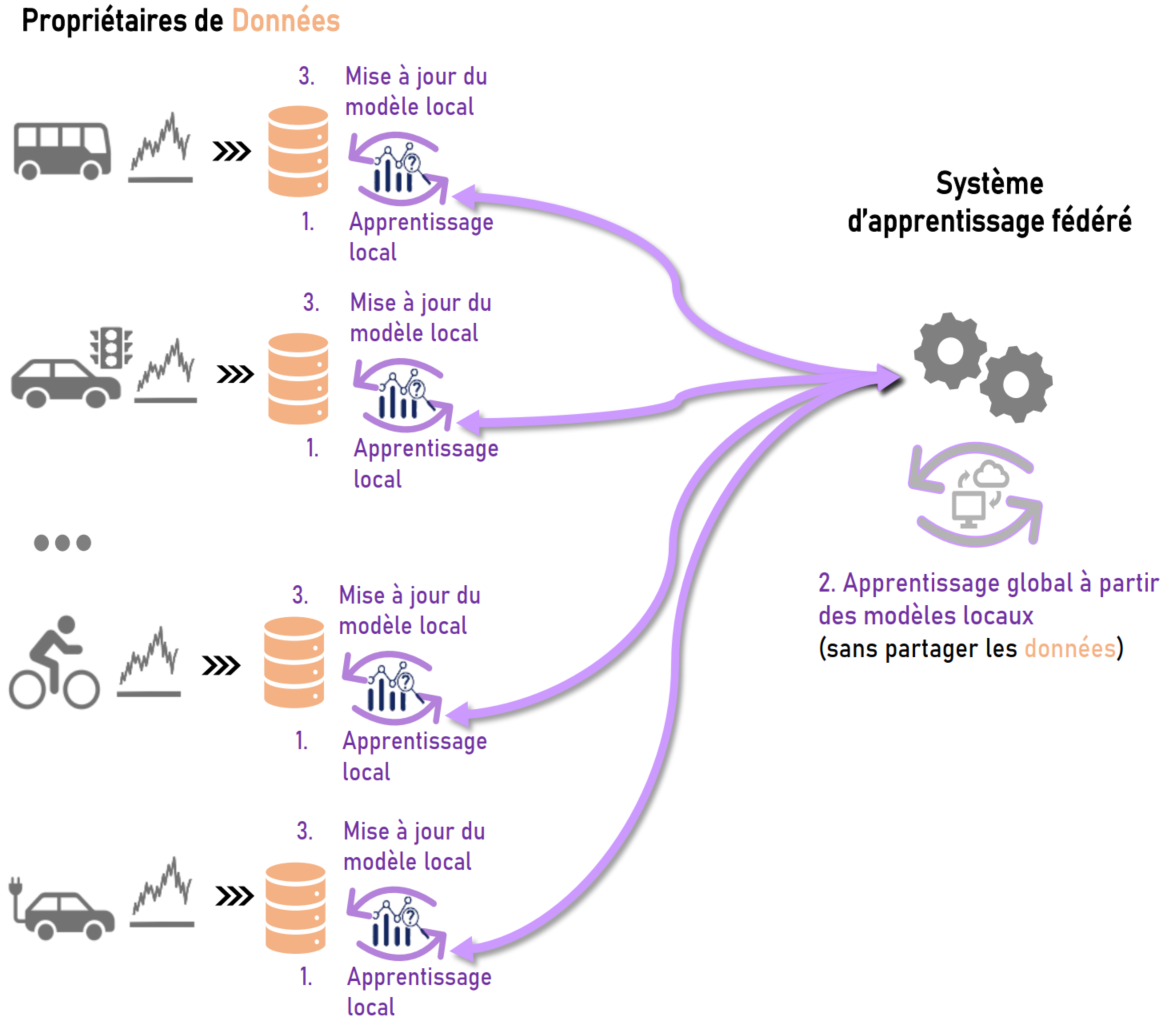 Propriétaires de Données
3. Mise à jour du
modèle local
1. Apprentissage
local
3. Mise à jour du
modèle local
1. Apprentissage
local
3. Mise à jour du
modèle local
1. Apprentissage
local
3. Mise à jour du
modèle local
1. Apprentissage
local
Système
d'apprentissage fédéré
2. Apprentissage global à partir
des modèles locaux
(sans partager les données)